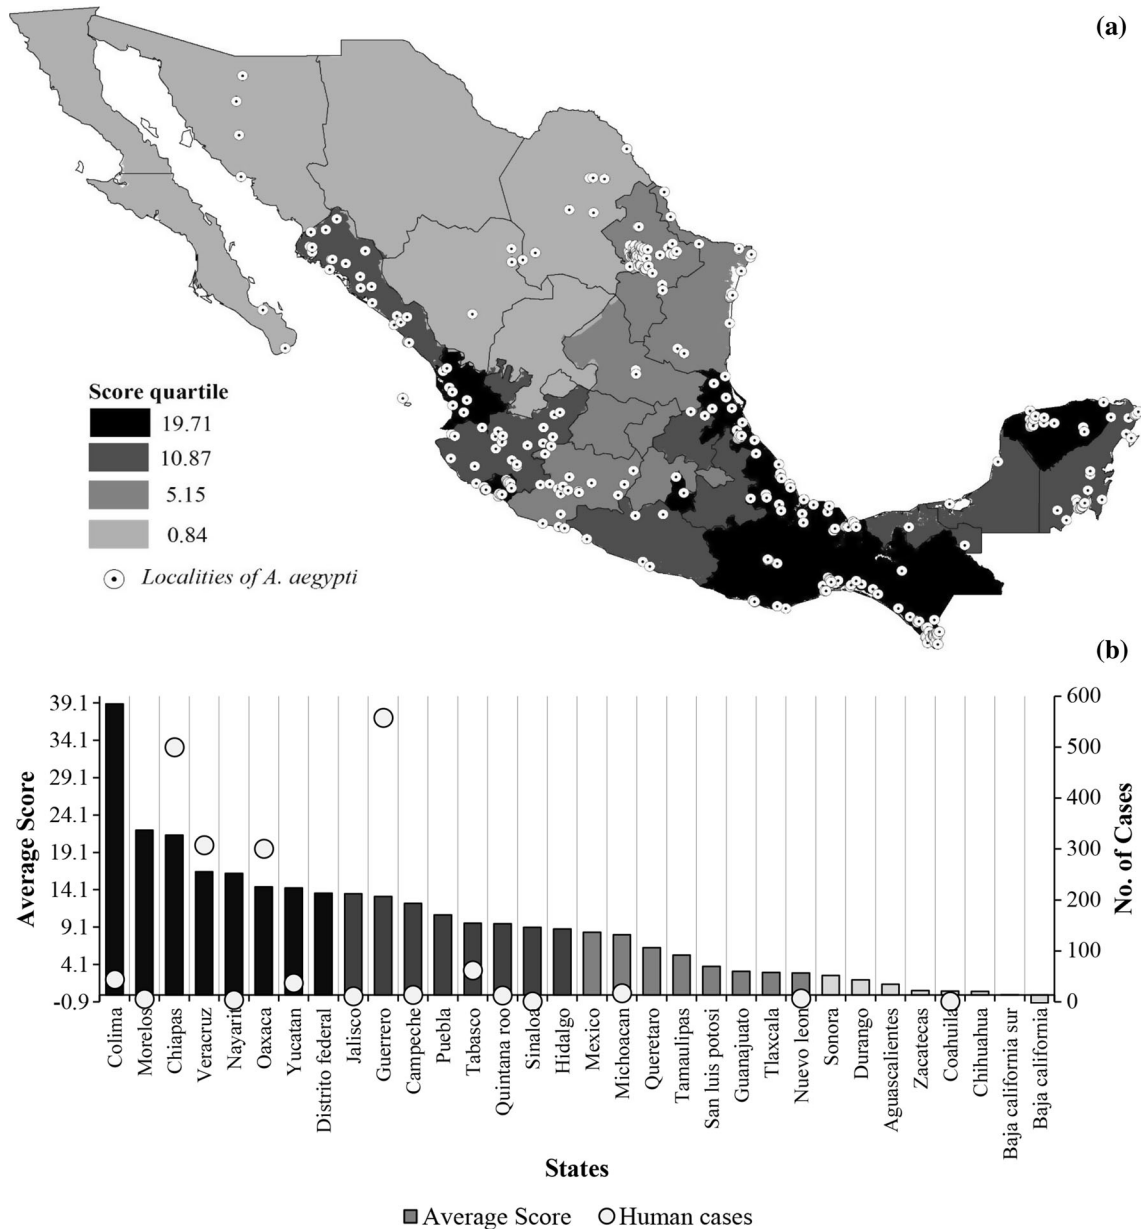 (a)
Score quartile
19.71
10.87
5.15
0.84
Localities of A. aegypti
(b)
39.1
34.1
29.1
24.1
19.1
14.1
9.1
4.1
-0.9
Average Score
600
500
400
300
200
100
0
No. of Cases
Colima
Morelos
Chiapas
Veracruz
Nayarit
Oaxaca
Yucatan
Distrito federal
Jalisco
Guerrero
Campeche
Puebla
Tabasco
Quintana roo
Sinaloa
Hidalgo
Mexico
Michoacan
Queretaro
Tamaulipas
San luis potosi
Guanajuato
Tlaxcala
Nuevo leon
Sonora
Durango
Aguascalientes
Zacatecas
Coahuila
Chihuahua
Baja california sur
Baja california
States
Average Score Human cases